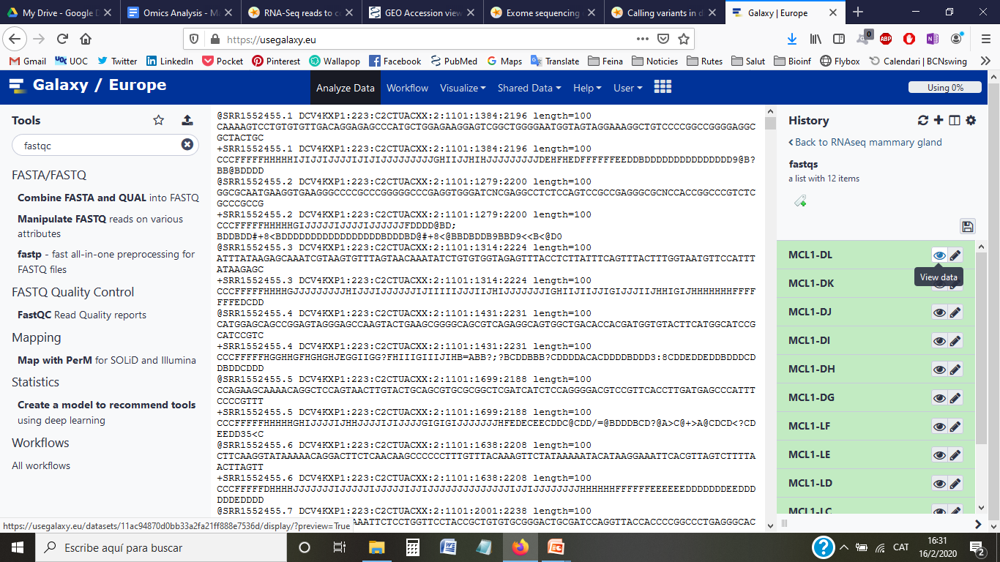 My Drive - Google D
Omics Analysis - Ma
RNA-Seq reads to co
GEO Accession view
Exome sequencing d
Calling variants in d
Galaxy | Europe
https://usegalaxy.eu
0
ABP
Gmail
UOC
Twitter
LinkedIn
Pocket
Pinterest
Wallapop
Facebook
PubMed
Maps
Translate
Feina
Noticies
Rutes
Salut
Bioinf
Flybox
Calendari | BCNswing
Galaxy / Europe
Analyze Data
Workflow
Visualize
Shared Data
Help
User
Using 0%
Tools
fastqc
FASTA/FASTQ
Combine FASTA and QUAL into FASTQ
Manipulate FASTQ reads on various
attributes
fastp - fast all-in-one preprocessing for
FASTQ files
FASTQ Quality Control
FastQC Read Quality reports
Mapping
Map with PerM for SOLiD and Illumina
Statistics
Create a model to recommend tools
using deep learning
Workflows
All workflows
@SRR1552455.1 DCV4KXP1:223:C2CTUACXX:2:1101:1384:2196 length=100
CAAAAGTCCTGTGTGTTGACAGGAGAGCCCATGCTGGAGAAGGAGTCGGCTGGGGAATGGTAGTAGGAAAGGCTGTCCCCGGCCGGGGAGGC
GCTACTGC
+SRR1552455.1 DCV4KXP1:223:C2CTUACXX:2:1101:1384:2196 length=100
CCCFFFFFHHHHHIJIJJIJJJJIJIJIJJJJJJJJJJGHIIJJHIHJJJJJJJJJDEHFHEDFFFFFFEEDDBDDDDDDDDDDDDDDD9@B?
BB@BDDDD
@SRR1552455.2 DCV4KXP1:223:C2CTUACXX:2:1101:1279:2200 length=100
GGCGCAATGAAGGTGAAGGGCCCCGCCCGGGGGCCCGAGGTGGGATCNCGAGGCCTCTCCAGTCCGCCGAGGGCGCNCCACCGGCCCGTCTC
GCCCGCCG
+SRR1552455.2 DCV4KXP1:223:C2CTUACXX:2:1101:1279:2200 length=100
CCCFFFFFHHHHHGIJJJJJIJJJJIJJJJJJFDDDD@BD;
BDDBDD#+8<BDDDDDDDDDDDDDDDDDDBDDDBD@#+8<@BBDBDDB9BBD9<<B<@D0
@SRR1552455.3 DCV4KXP1:223:C2CTUACXX:2:1101:1314:2224 length=100
ATTTATAAGAGCAAATCGTAAGTGTTTAGTAACAAATATCTGTGTGGTAGAGTTTACCTCTTATTTCAGTTTACTTTGGTAATGTTCCATTT
ATAAGAGC
+SRR1552455.3 DCV4KXP1:223:C2CTUACXX:2:1101:1314:2224 length=100
CCCFFFFFHHHHGJJJJJJJJJHIJJJIJJJJJIJIIIIIJJJIJJHIJJJJJJJIGHIIJIJIJJIGIJJJIJJHHIGIJHHHHHHHFFFF
FFFEDCDD
@SRR1552455.4 DCV4KXP1:223:C2CTUACXX:2:1101:1431:2231 length=100
CATGGAGCAGCCGGAGTAGGGAGCCAAGTACTGAAGCGGGGCAGCGTCAGAGGCAGTGGCTGACACCACGATGGTGTACTTCATGGCATCCG
CATCCGTC
+SRR1552455.4 DCV4KXP1:223:C2CTUACXX:2:1101:1431:2231 length=100
CCCFFFFFHGGHHGFHGHGHJEGGIIGG?FHIIIGIIIJIHB=ABB?;?BCDDBBB?CDDDDACACDDDDBDDD3:8CDDEDDEDDBDDDCD
DBDDCDDD
@SRR1552455.5 DCV4KXP1:223:C2CTUACXX:2:1101:1699:2188 length=100
CCAGAAGCAAAACAGGCTCCAGTAACTTGTACTGCAGCGTGCGCGGCTCGATCATCTCCAGGGGACGTCCGTTCACCTTGATGAGCCCATTT
CCCCGTTT
+SRR1552455.5 DCV4KXP1:223:C2CTUACXX:2:1101:1699:2188 length=100
CCCFFFFFHHHHHGHIJJJJIJHHJJJJIJIJJJJGIGIGIJJJJJJJHFEDECEECDDC@CDD/=@BDDDBCD?@A>C@+>A@CDCD<?CD
EEDD35<C
@SRR1552455.6 DCV4KXP1:223:C2CTUACXX:2:1101:1638:2208 length=100
CTTCAAGGTATAAAAACAGGACTTCTCAACAAGCCCCCCTTTGTTTACAAAGTTCTATAAAAATACATAAGGAAATTCACGTTAGTCTTTTA
ACTTAGTT
+SRR1552455.6 DCV4KXP1:223:C2CTUACXX:2:1101:1638:2208 length=100
CCCFFFFFDHHHHJJJJJJJIJJJJIJJJJJIJJIJJJJJJJJJJJJJJIJJIJJJJJJJJHHHHHHFFFFFFEEEEEEDDDDDDDEEDDDD
DDEDDDD
@SRR1552455.7 DCV4KXP1:223:C2CTUACXX:2:1101:2001:2238 length=100
AAATTCTCCTGGTTCCTACCGCTGTGTGCGGGACTGCGATCCAGGTTACCACCCCGGCCCTGAGGGCAC
History
Back to RNAseq mammary gland
fastqs
a list with 12 items
MCL1-DL
View data
MCL1-DK
MCL1-DJ
MCL1-DI
MCL1-DH
MCL1-DG
MCL1-LF
MCL1-LE
MCL1-LD
MCL1-LC
https://usegalaxy.eu/datasets/11ac94870d0bb33a2fa21ff888e7536d/display/?preview=True
Escribe aquí para buscar
CAT
16:31
16/2/2020
2